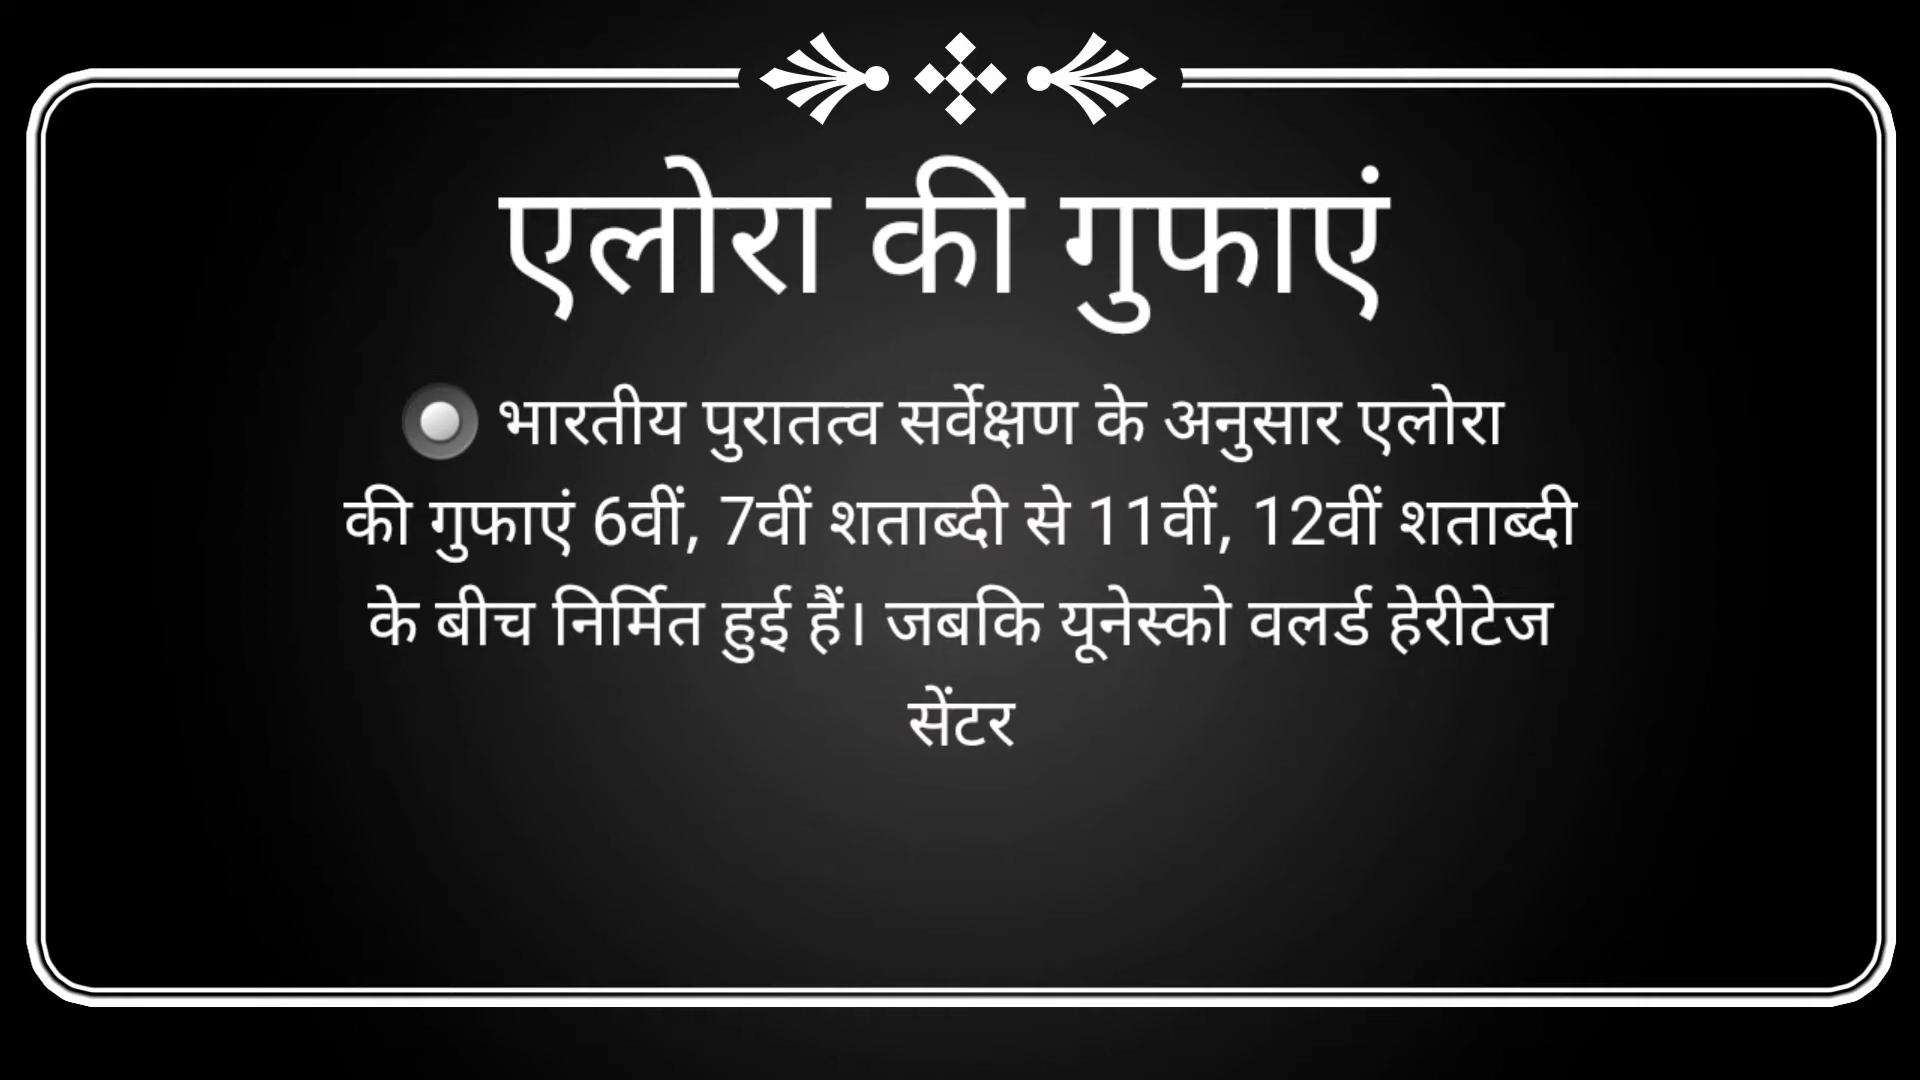 एलोरा की गुफाएं
भारतीय पुरातत्व सर्वेक्षण के अनुसार एलोरा
की गुफाएं 6वीं, 7वीं शताब्दी से 11वीं, 12वीं शताब्दी
के बीच निर्मित हुई हैं। जबकि यूनेस्को वलर्ड हेरीटेज
सेंटर